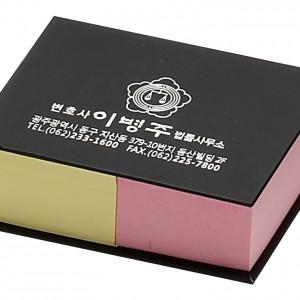 변호사 이병주 법률사무소
광주광역시 동구 지산동 379-10번지 동산빌딩 2F
TEL.(062)233-1600 FAX.(062)225-7800